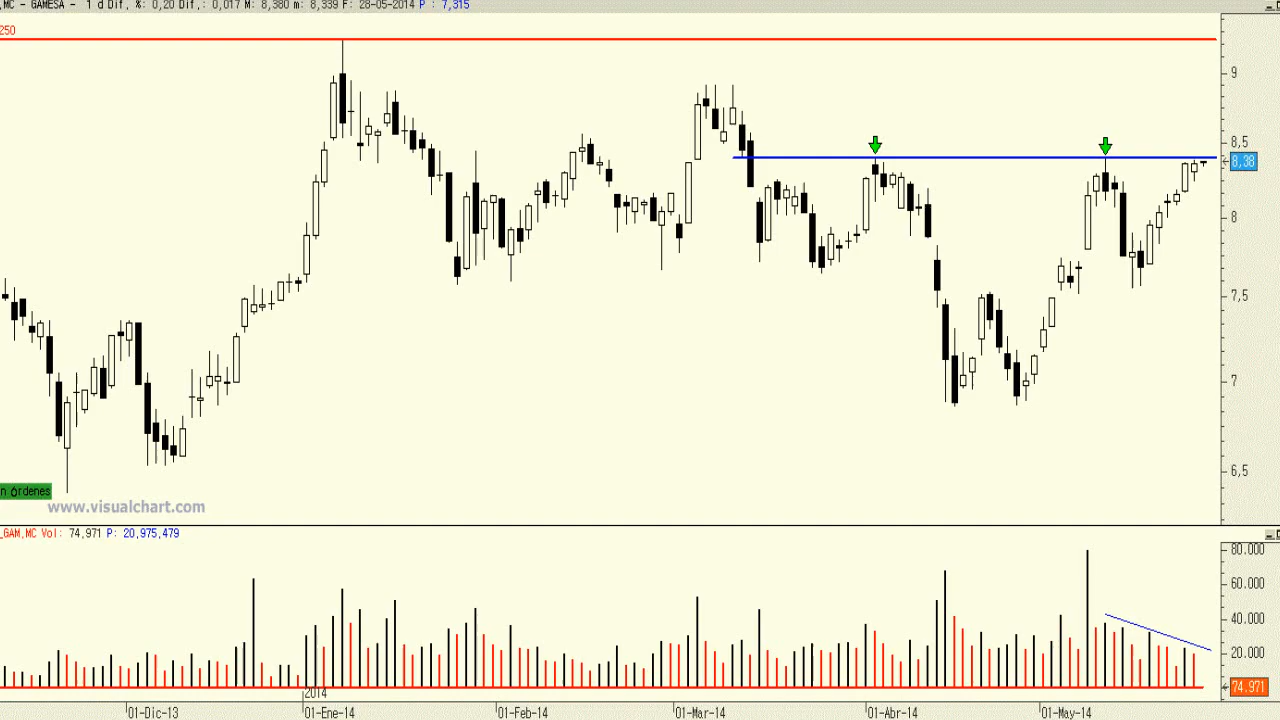 .MC - GAMESA - 1 d Dif, %: 0,20 Dif,: 0,017 M: 8,380 m: 8,339 F: 28-05-2014 P : 7,315
250
9
8,5
8,38
8
7,5
7
6,5
n órdenes
www.visualchart.com
_GAM,MC Vol: 74,971 P: 20,975,479
80.000
60.000
40.000
20.000
74.971
2014
01-Dic-13
01-Ene-14
01-Feb-14
01-Mar-14
01-Abr-14
01-May-14